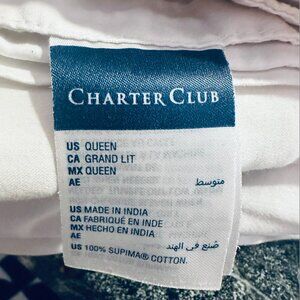 CHARTER CLUB
US QUEEN
CA GRAND LIT
MX QUEEN
AE متوسط
US MADE IN INDIA
CA FABRIQUÉ EN INDE
MX HECHO EN INDIA
AE صُنع في الهند
US 100% SUPIMA® COTTON.